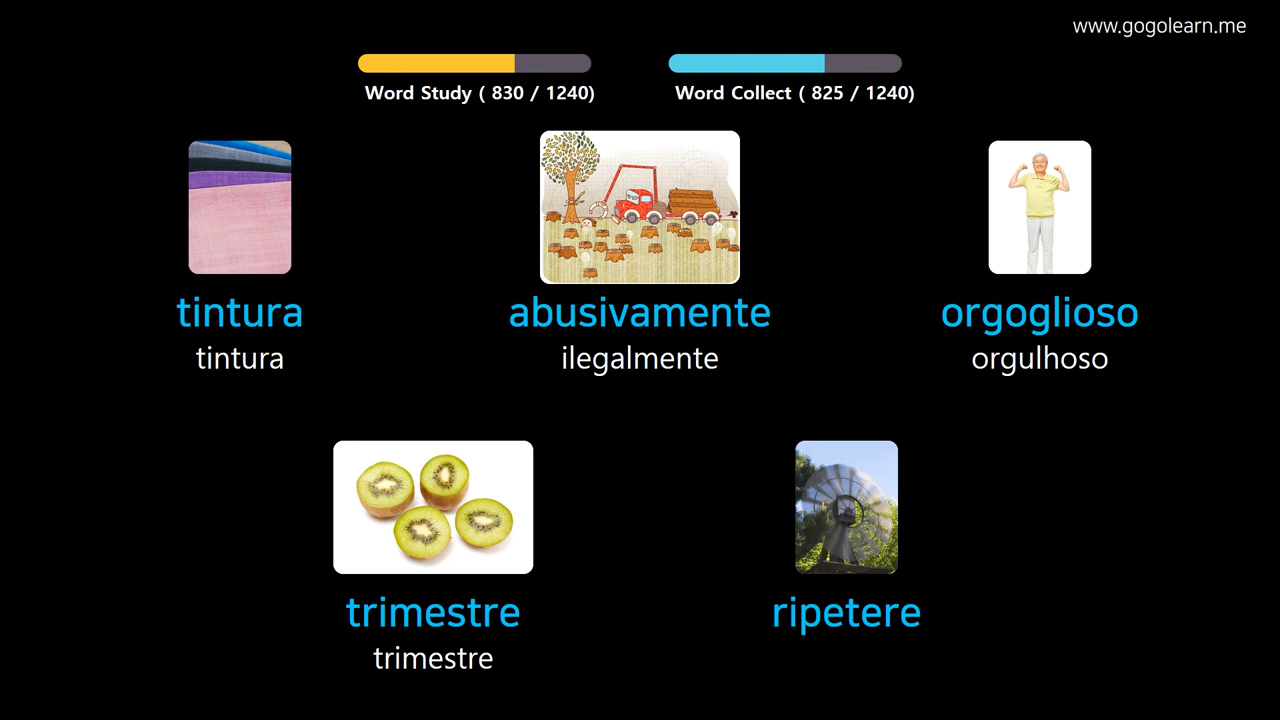 www.gogolearn.me
Word Study ( 830 / 1240)
Word Collect ( 825 / 1240)
tintura
tintura
abusivamente
ilegalmente
orgoglioso
orgulhoso
trimestre
trimestre
ripetere